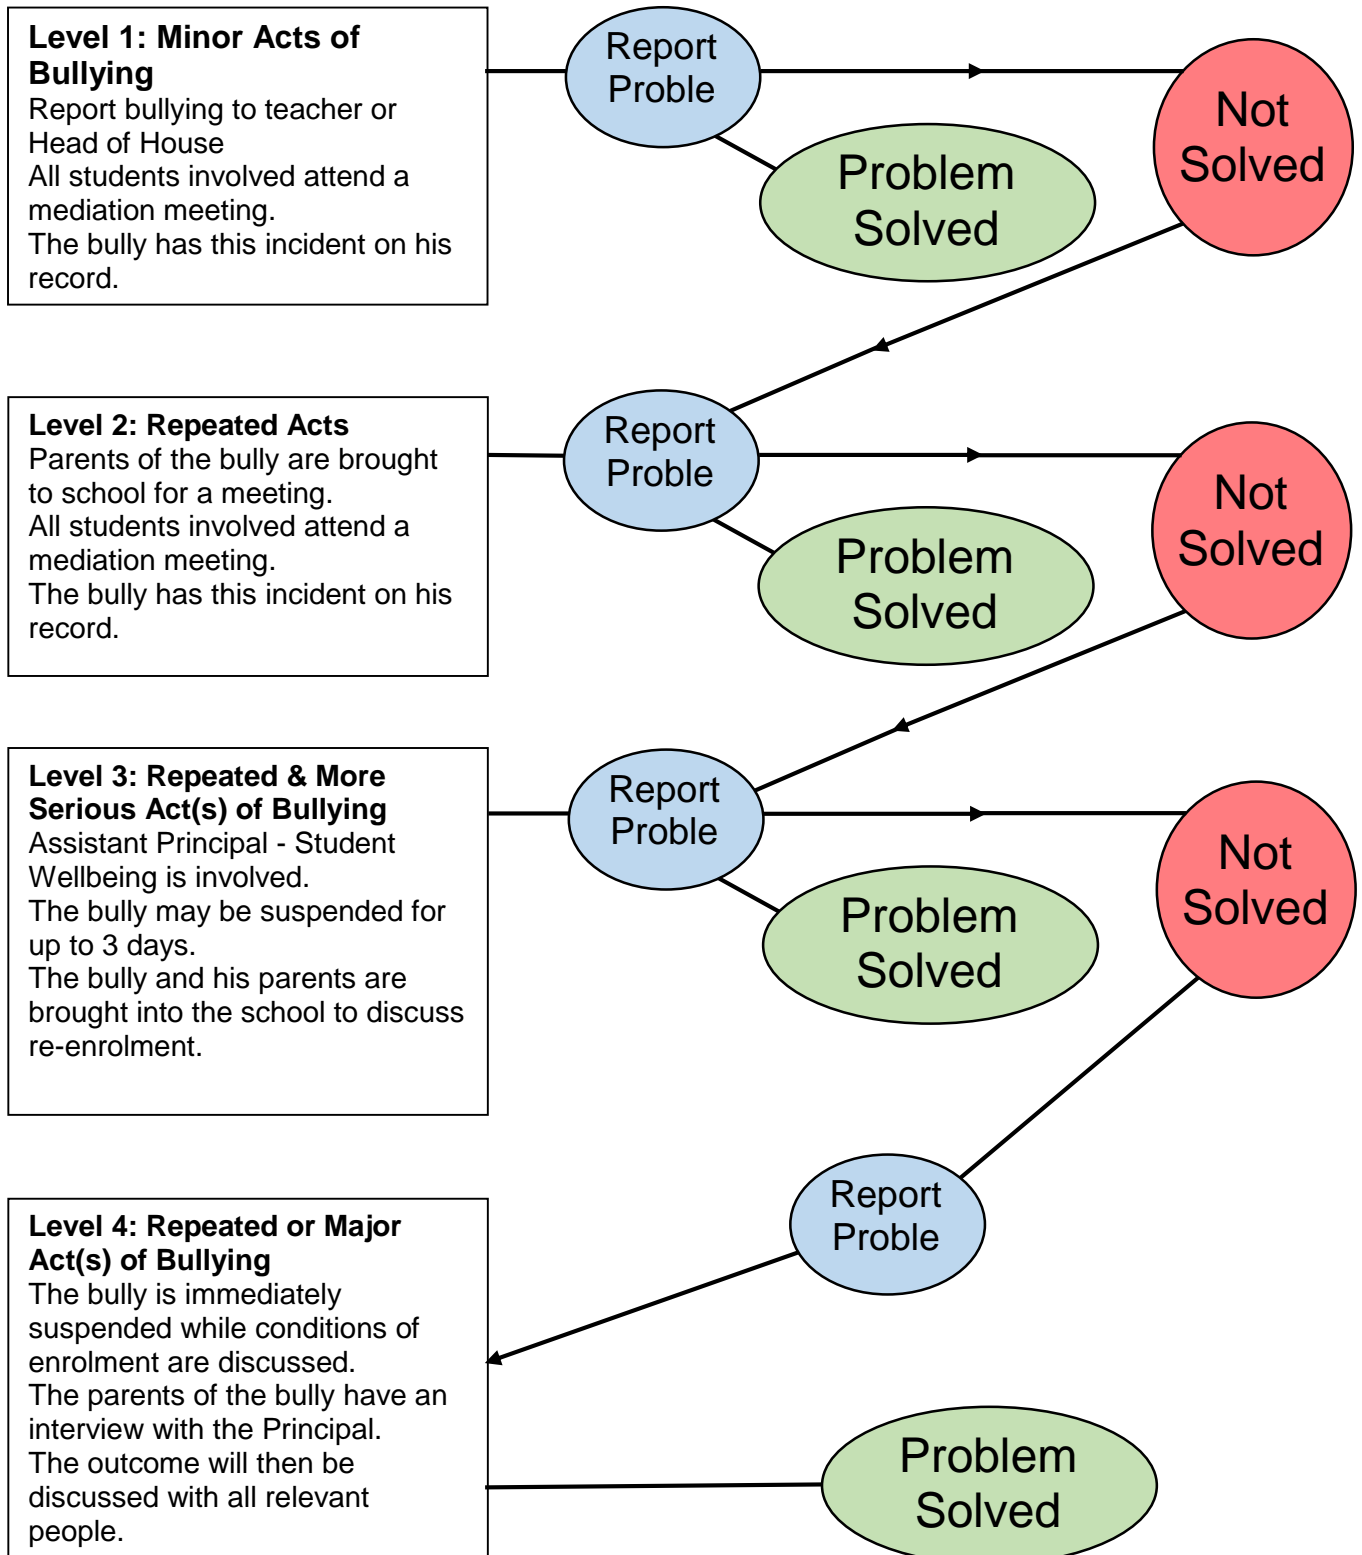 Level 1: Minor Acts of
Bullying
Report bullying to teacher or
Head of House
All students involved attend a
mediation meeting.
The bully has this incident on his
record.
Report
Proble
Problem
Solved
Not
Solved
Level 2: Repeated Acts
Parents of the bully are brought
to school for a meeting.
All students involved attend a
mediation meeting.
The bully has this incident on his
record.
Report
Proble
Problem
Solved
Not
Solved
Level 3: Repeated & More
Serious Act(s) of Bullying
Assistant Principal - Student
Wellbeing is involved.
The bully may be suspended for
up to 3 days.
The bully and his parents are
brought into the school to discuss
re-enrolment.
Report
Proble
Problem
Solved
Not
Solved
Report
Proble
Level 4: Repeated or Major
Act(s) of Bullying
The bully is immediately
suspended while conditions of
enrolment are discussed.
The parents of the bully have an
interview with the Principal.
The outcome will then be
discussed with all relevant
people.
Problem
Solved